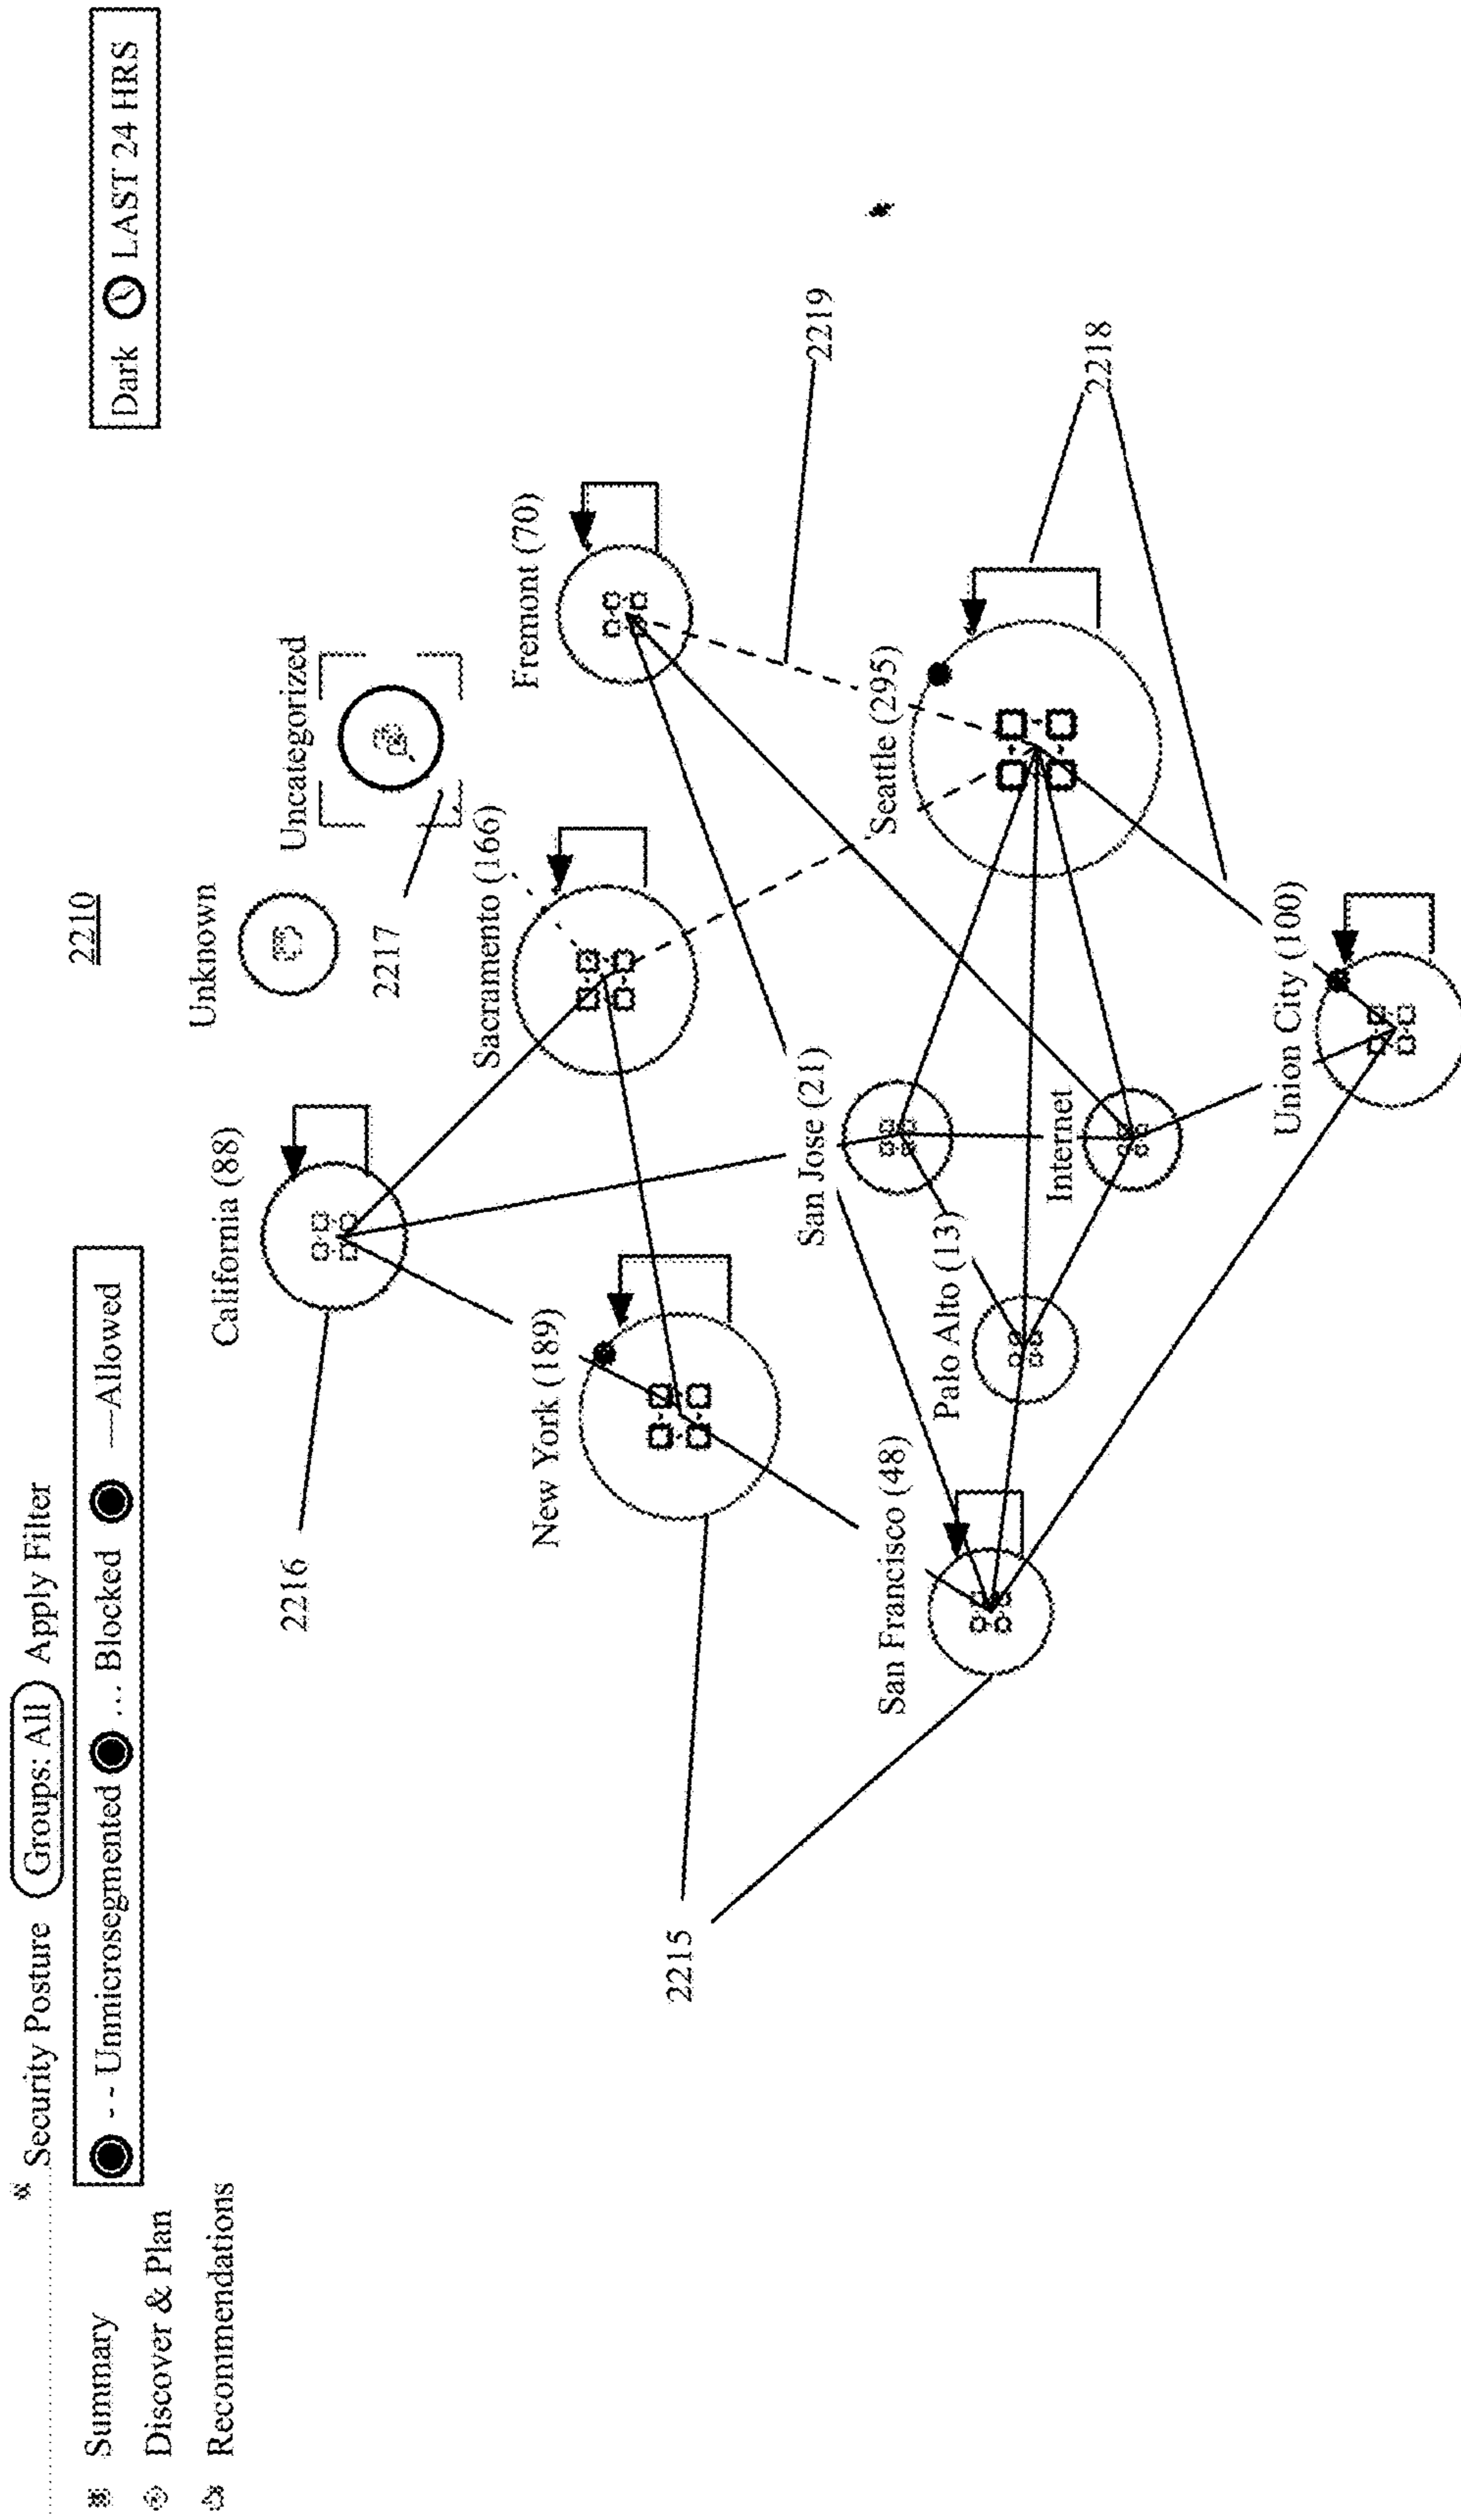 2210
Security Posture Groups: All Apply Filter
- - Unmicrosegmented ... Blocked —Allowed
Dark LAST 24 HRS
Summary
Discover & Plan
Recommendations
Unknown
California (88)
Uncategorized
2216
2217
Sacramento (166)
Fremont (70)
New York (189)
2215
San Jose (21)
2219
Seattle (295)
San Francisco (48)
Palo Alto (13)
Internet
2218
Union City (100)